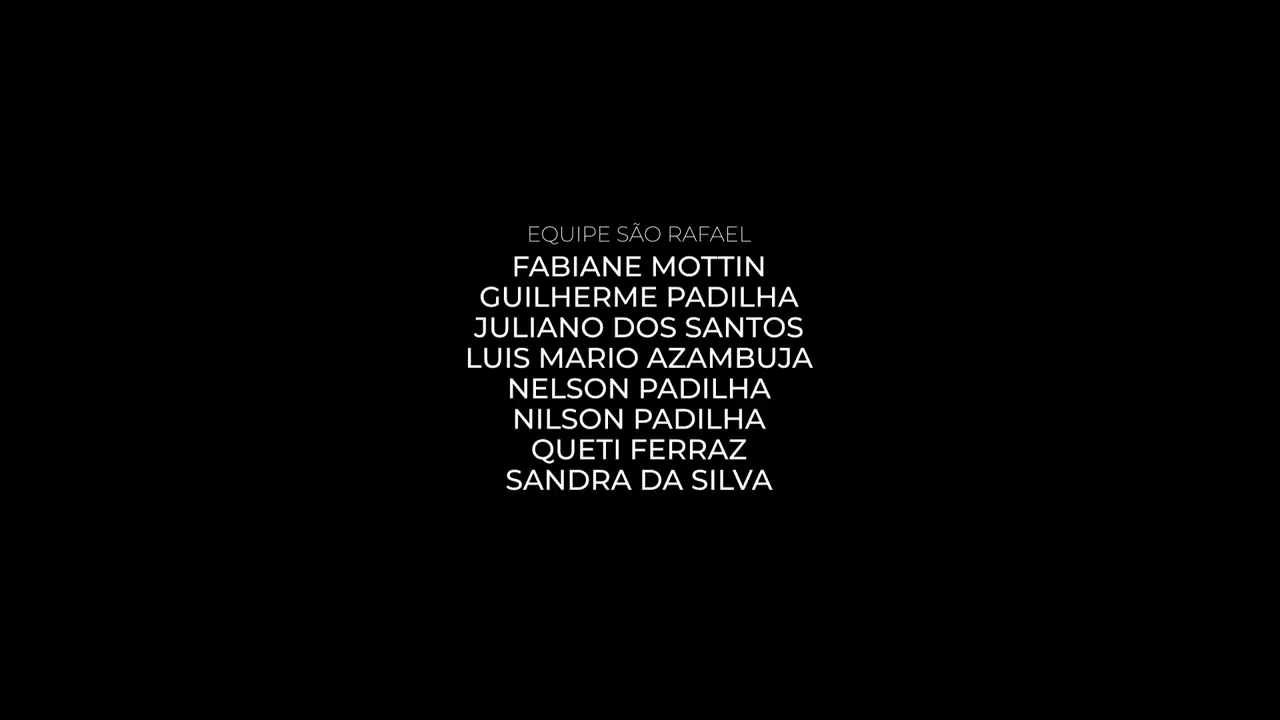 EQUIPE SÃO RAFAEL
FABIANE MOTTIN
GUILHERME PADILHA
JULIANO DOS SANTOS
LUIS MARIO AZAMBUJA
NELSON PADILHA
NILSON PADILHA
QUETI FERRAZ
SANDRA DA SILVA